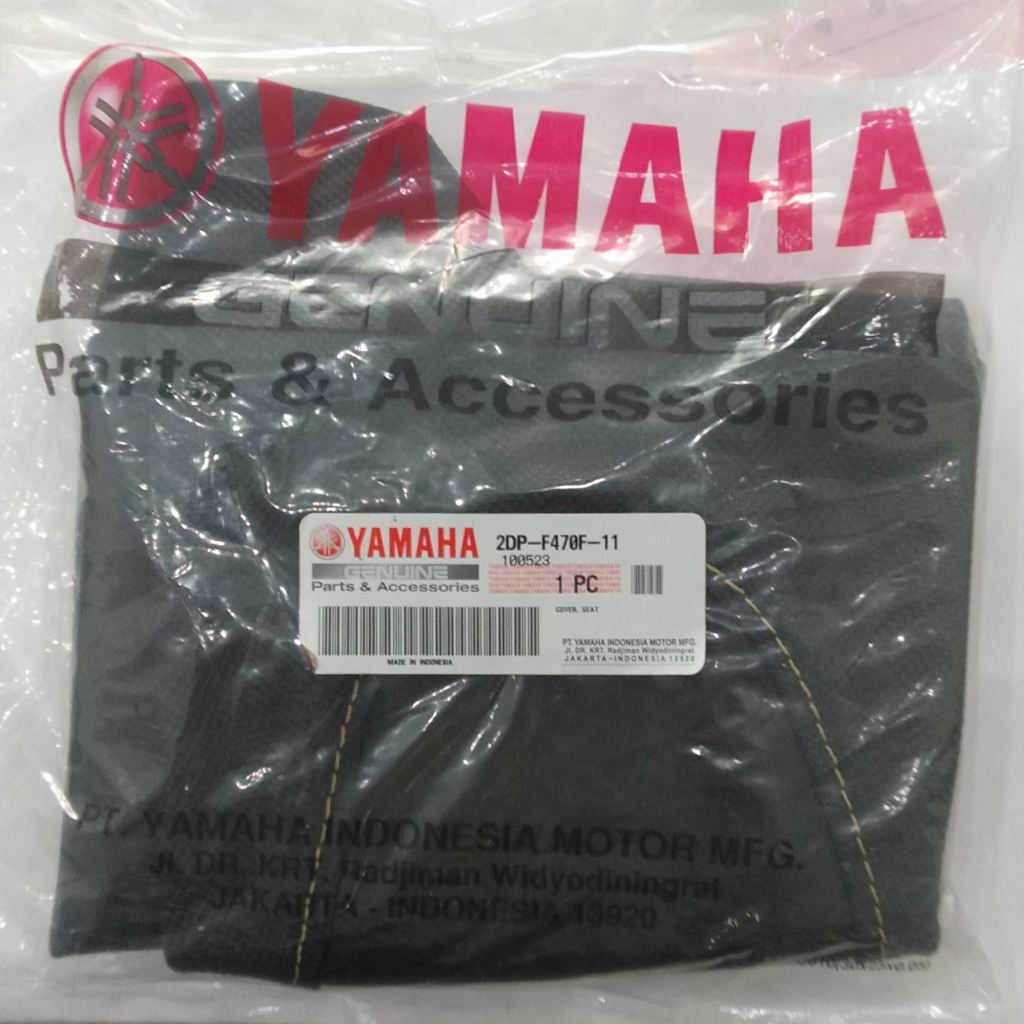 YAMAHA
GENUINE
Parts & Accessories
YAMAHA 2DP-F470F-11
100523
GENUINE
Parts & Accessories
1 PC
COVER, SEAT
PT. YAMAHA INDONESIA MOTOR MFG.
Jl. DR. KRT. Radjiman Widyodiningrat
JAKARTA-INDONESIA 13920
MADE IN INDONESIA
PT. YAMAHA INDONESIA MOTOR MFG.
Jl. DR. KRT. Radjiman Widyodiningrat
JAKARTA - INDONESIA 13920